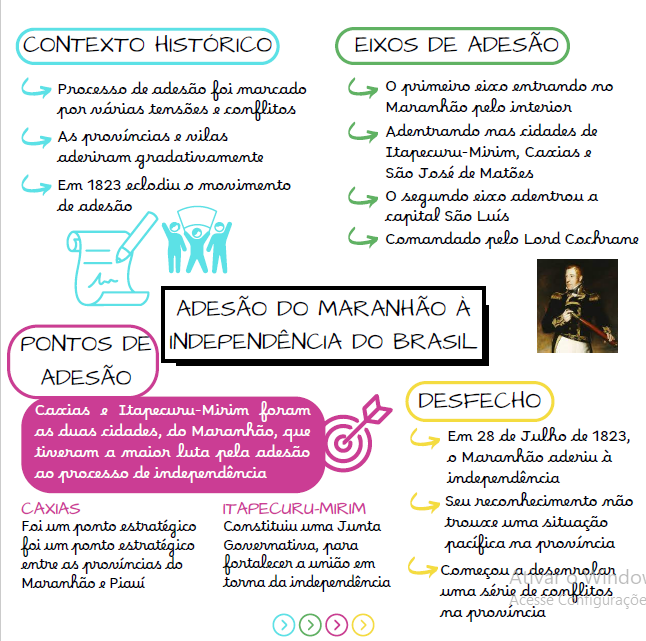 CONTEXTO HISTÓRICO
Processo de adesão foi marcado
por várias tensões e conflitos
As províncias e vilas
aderiram gradativamente
Em 1823 eclodiu o movimento
de adesão
EIXOS DE ADESÃO
O primeiro eixo entrando no
Maranhão pelo interior
Adentrando nas cidades de
Itapecuru-Mirim, Caxias e
São José de Matões
O segundo eixo adentrou a
capital São Luís
Comandado pelo Lord Cochrane
ADESÃO DO MARANHÃO À
INDEPENDÊNCIA DO BRASIL
PONTOS DE
ADESÃO
Caxias e Itapecuru-Mirim foram
as duas cidades, do Maranhão, que
tiveram a maior luta pela adesão
ao processo de independência
CAXIAS
Foi um ponto estratégico
foi um ponto estratégico
entre as províncias do
Maranhão e Piauí
ITAPECURU-MIRIM
Constituiu uma Junta
Governativa, para
fortalecer a união em
torna da independência
DESFECHO
Em 28 de Julho de 1823,
o Maranhão aderiu à
independência
Seu reconhecimento não
trouxe uma situação
pacífica na província
Começou a desenrolar
uma série de conflitos
na província
Ativar o Window
Acesse Configuraçõe